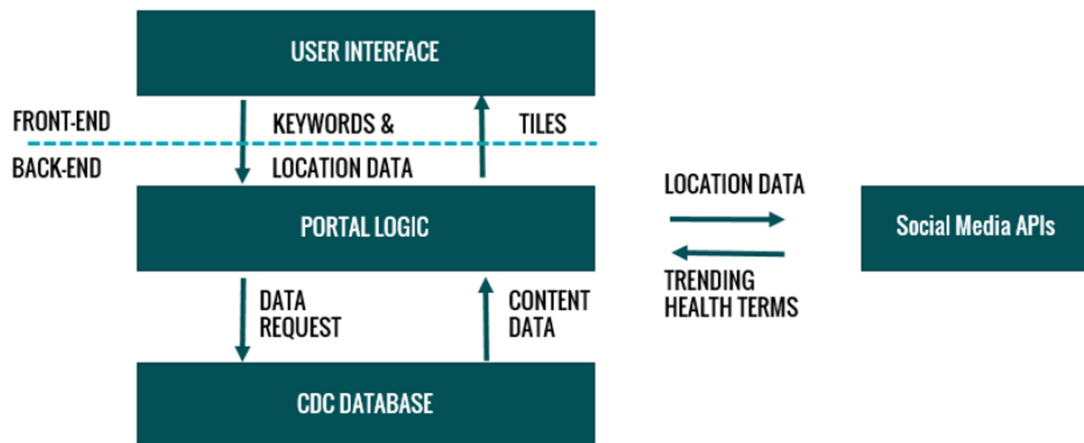 USER INTERFACE
FRONT-END
KEYWORDS &
TILES
BACK-END
LOCATION DATA
PORTAL LOGIC
LOCATION DATA
Social Media APIs
TRENDING
HEALTH TERMS
DATA
REQUEST
CONTENT
DATA
CDC DATABASE